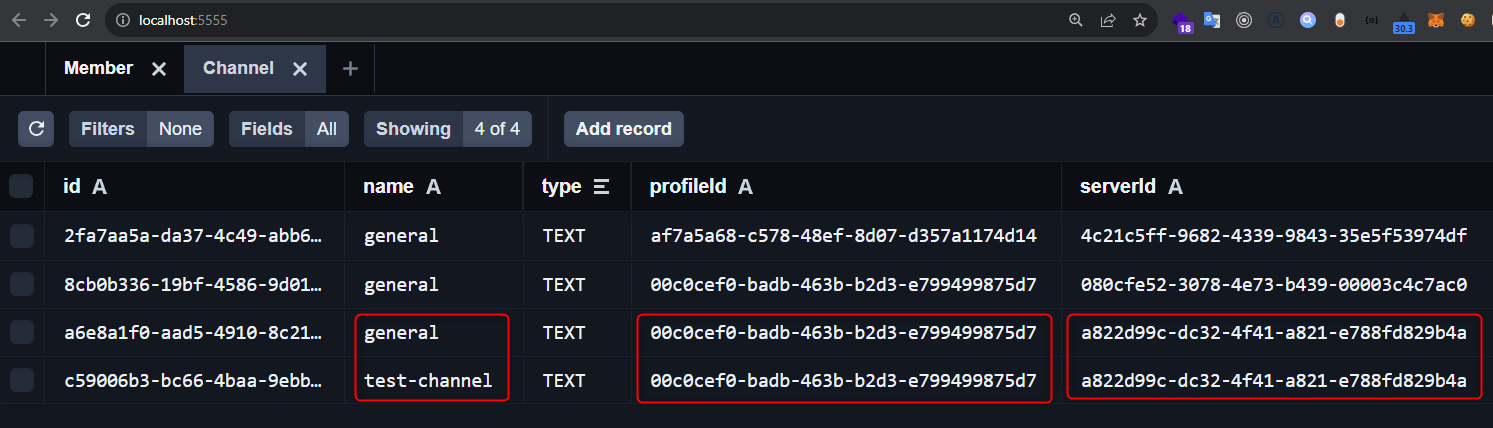 localhost:5555
18
30.3
Member
Channel
Filters None Fields All Showing 4 of 4 Add record
id A name A type profileId A serverId A
2fa7aa5a-da37-4c49-abb6… general TEXT af7a5a68-c578-48ef-8d07-d357a1174d14 4c21c5ff-9682-4339-9843-35e5f53974df
8cb0b336-19bf-4586-9d01… general TEXT 00c0cef0-badb-463b-b2d3-e799499875d7 080cfe52-3078-4e73-b439-00003c4c7ac0
a6e8a1f0-aad5-4910-8c21… general TEXT 00c0cef0-badb-463b-b2d3-e799499875d7 a822d99c-dc32-4f41-a821-e788fd829b4a
c59006b3-bc66-4baa-9ebb… test-channel TEXT 00c0cef0-badb-463b-b2d3-e799499875d7 a822d99c-dc32-4f41-a821-e788fd829b4a